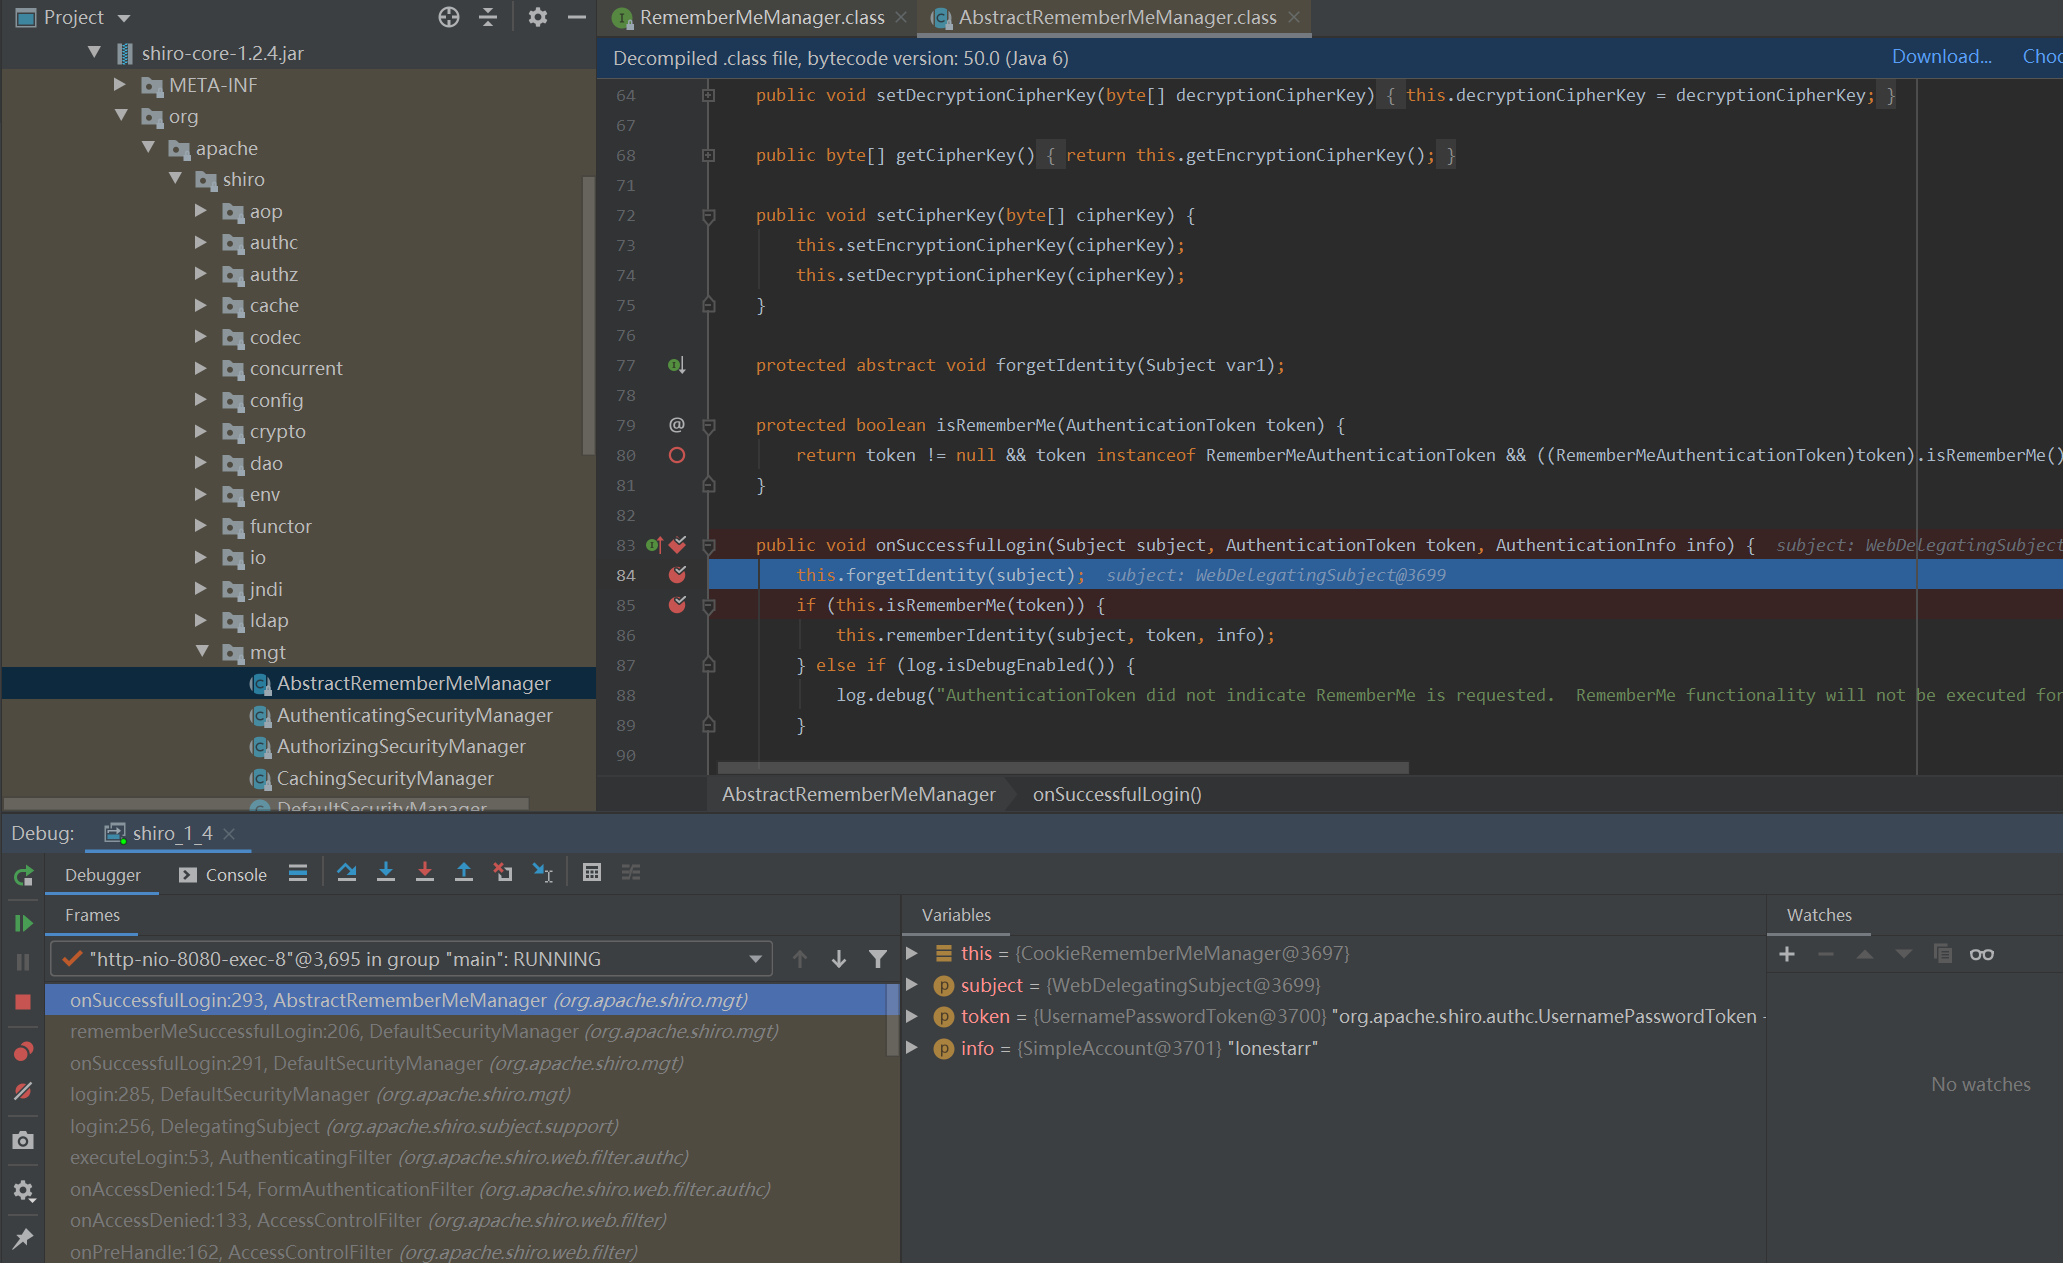 Project
shiro-core-1.2.4.jar
META-INF
org
apache
shiro
aop
authc
authz
cache
codec
concurrent
config
crypto
dao
env
functor
io
jndi
ldap
mgt
AbstractRememberMeManager
AuthenticatingSecurityManager
AuthorizingSecurityManager
CachingSecurityManager
DefaultSecurityManager
RememberMeManager.class
AbstractRememberMeManager.class
Decompiled .class file, bytecode version: 50.0 (Java 6) Download... Choo
64 public void setDecryptionCipherKey(byte[] decryptionCipherKey) { this.decryptionCipherKey = decryptionCipherKey; }
67
68 public byte[] getCipherKey() { return this.getEncryptionCipherKey(); }
71
72 public void setCipherKey(byte[] cipherKey) {
73 this.setEncryptionCipherKey(cipherKey);
74 this.setDecryptionCipherKey(cipherKey);
75 }
76
77 protected abstract void forgetIdentity(Subject var1);
78
79 @ protected boolean isRememberMe(AuthenticationToken token) {
80 return token != null && token instanceof RememberMeAuthenticationToken && ((RememberMeAuthenticationToken)token).isRememberMe()
81 }
82
83 public void onSuccessfulLogin(Subject subject, AuthenticationToken token, AuthenticationInfo info) { subject: WebDelegatingSubject
84 this.forgetIdentity(subject); subject: WebDelegatingSubject@3699
85 if (this.isRememberMe(token)) {
86 this.rememberIdentity(subject, token, info);
87 } else if (log.isDebugEnabled()) {
88 log.debug("AuthenticationToken did not indicate RememberMe is requested. RememberMe functionality will not be executed for
89 }
90
AbstractRememberMeManager onSuccessfulLogin()
Debug: shiro_1_4
Debugger Console
Frames
"http-nio-8080-exec-8"@3,695 in group "main": RUNNING
onSuccessfulLogin:293, AbstractRememberMeManager (org.apache.shiro.mgt)
rememberMeSuccessfulLogin:206, DefaultSecurityManager (org.apache.shiro.mgt)
onSuccessfulLogin:291, DefaultSecurityManager (org.apache.shiro.mgt)
login:285, DefaultSecurityManager (org.apache.shiro.mgt)
login:256, DelegatingSubject (org.apache.shiro.subject.support)
executeLogin:53, AuthenticatingFilter (org.apache.shiro.web.filter.authc)
onAccessDenied:154, FormAuthenticationFilter (org.apache.shiro.web.filter.authc)
onAccessDenied:133, AccessControlFilter (org.apache.shiro.web.filter)
onPreHandle:162, AccessControlFilter (org.apache.shiro.web.filter)
Variables
this = {CookieRememberMeManager@3697}
subject = {WebDelegatingSubject@3699}
token = {UsernamePasswordToken@3700} "org.apache.shiro.authc.UsernamePasswordToken -
info = {SimpleAccount@3701} "lonestarr"
Watches
No watches